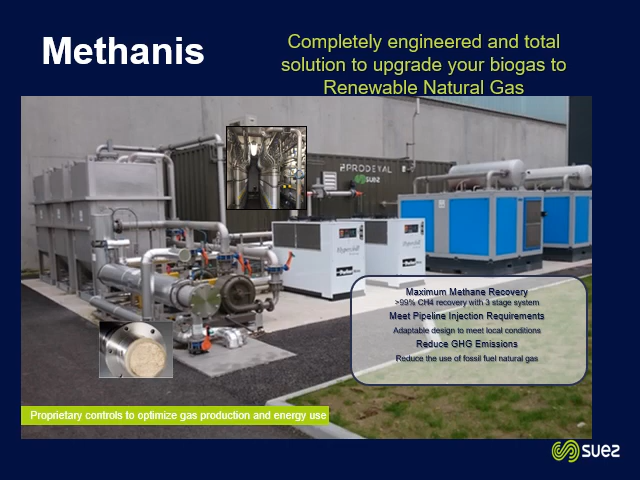 Methanis
Completely engineered and total
solution to upgrade your biogas to
Renewable Natural Gas
PRODEVAL
suez
Hyperchill
Parker
Maximum Methane Recovery
>99% CH4 recovery with 3 stage system
Meet Pipeline Injection Requirements
Adaptable design to meet local conditions
Reduce GHG Emissions
Reduce the use of fossil fuel natural gas
Proprietary controls to optimize gas production and energy use
suez